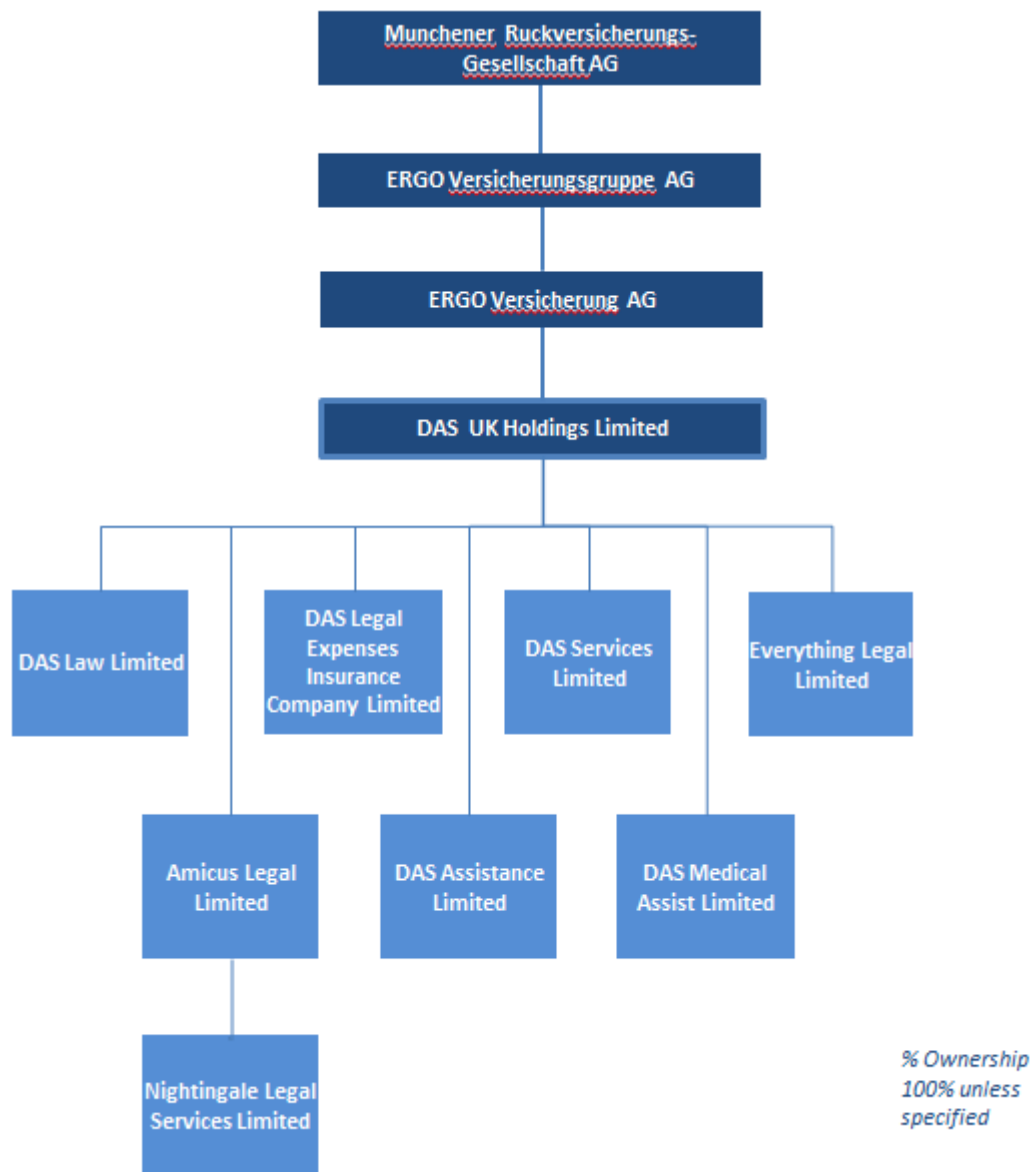 Munchener Ruckversicherungs-
Gesellschaft AG
ERGO Versicherungsgruppe AG
ERGO Versicherung AG
DAS UK Holdings Limited
DAS Law Limited
DAS Legal
Expenses
Insurance
Company Limited
DAS Services
Limited
Everything Legal
Limited
Amicus Legal
Limited
DAS Assistance
Limited
DAS Medical
Assist Limited
Nightingale Legal
Services Limited
% Ownership
100% unless
specified